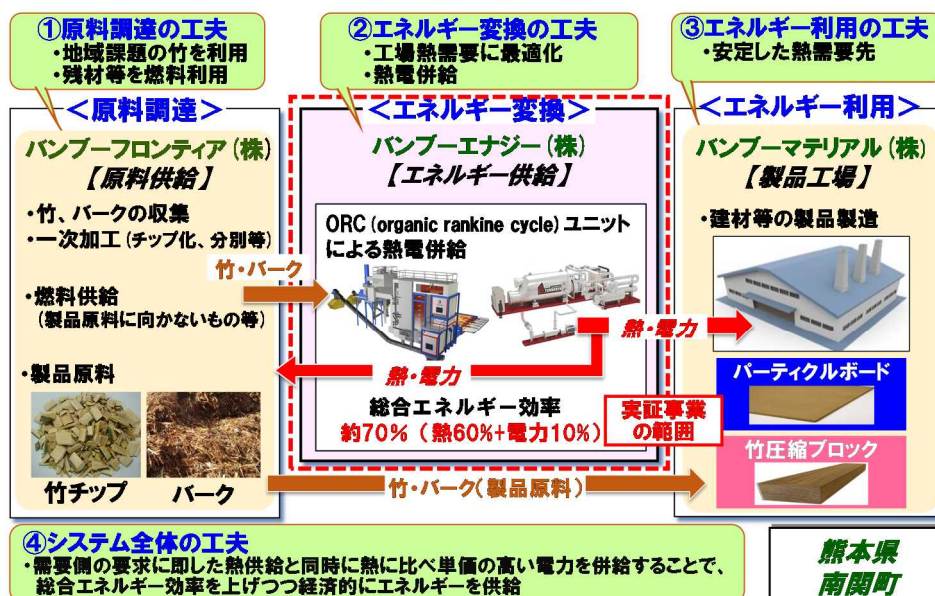 ①原料調達の工夫
・地域課題の竹を利用
・残材等を燃料利用
②エネルギー変換の工夫
・工場熱需要に最適化
・熱電併給
③エネルギー利用の工夫
・安定した熱需要先
＜原料調達＞
バンブーフロンティア(株)
【原料供給】
・竹、バークの収集
・一次加工(チップ化、分別等)
・燃料供給
(製品原料に向かないもの等)
・製品原料
竹チップ
バーク
竹・バーク
＜エネルギー変換＞
バンブーエナジー(株)
【エネルギー供給】
ORC(organic rankine cycle)ユニット
による熱電併給
熱・電力
熱・電力
総合エネルギー効率
約70%(熱60%+電力10%)
実証事業
の範囲
竹・バーク(製品原料)
＜エネルギー利用＞
バンブーマテリアル(株)
【製品工場】
・建材等の製品製造
パーティクルボード
竹圧縮ブロック
④システム全体の工夫
・需要側の要求に即した熱供給と同時に熱に比べ単価の高い電力を併給することで、
総合エネルギー効率を上げつつ経済的にエネルギーを供給
熊本県
南関町